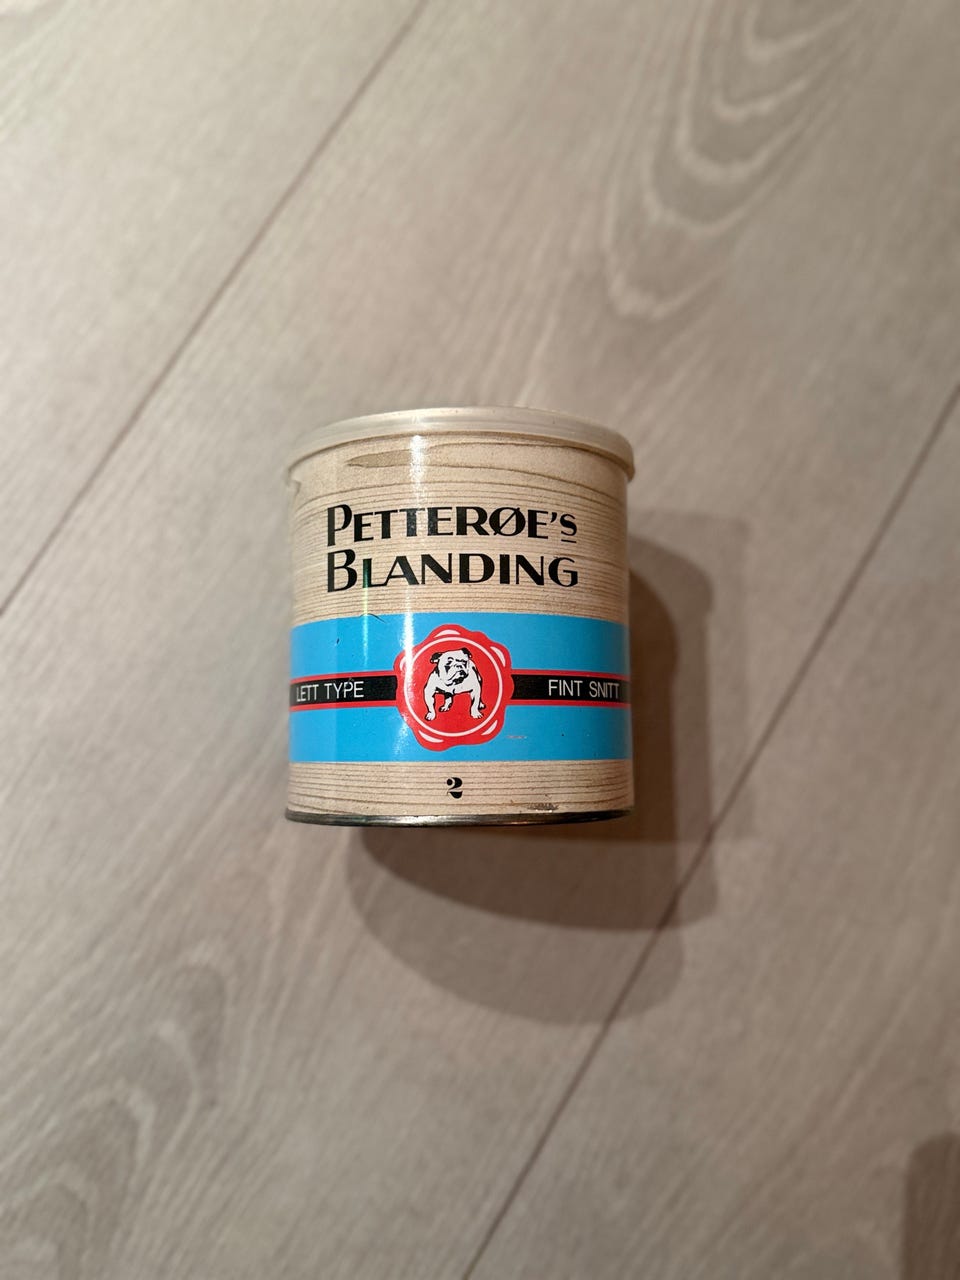 PETTERØE'S
BLANDING
LETT TYPE
FINT SNITT
2